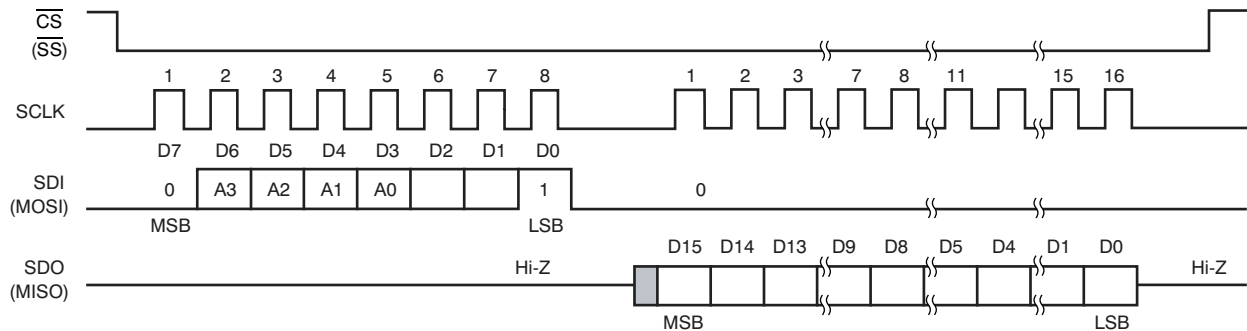 CS
(SS)
1 2 3 4 5 6 7 8 1 2 3 7 8 11 15 16
SCLK
D7 D6 D5 D4 D3 D2 D1 D0
SDI
(MOSI)
0 A3 A2 A1 A0 1 0
MSB LSB
D15 D14 D13 D9 D8 D5 D4 D1 D0
SDO
(MISO)
Hi-Z Hi-Z
MSB LSB